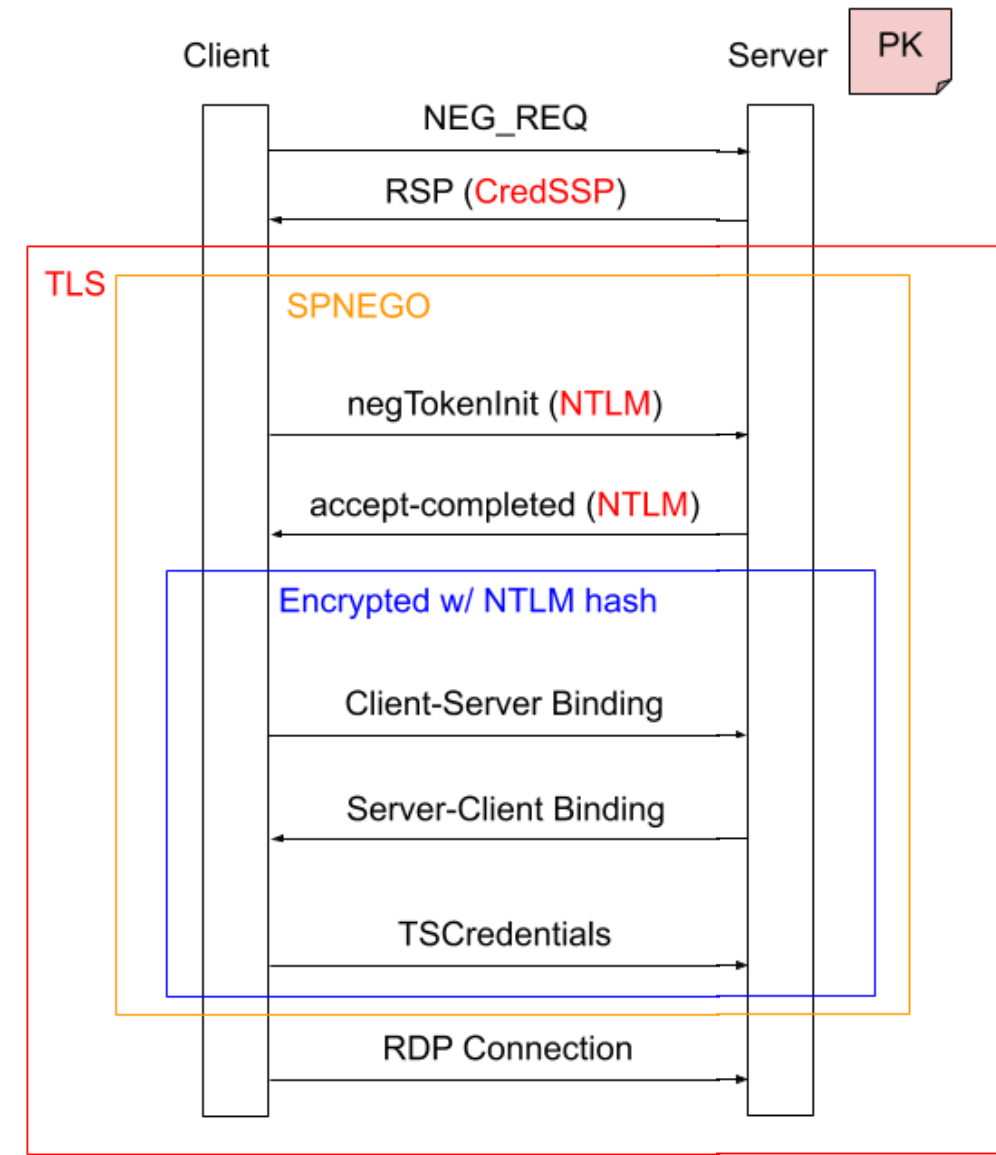 Client
Server
PK
NEG_REQ
RSP (CredSSP)
TLS
SPNEGO
negTokenInit (NTLM)
accept-completed (NTLM)
Encrypted w/ NTLM hash
Client-Server Binding
Server-Client Binding
TSCredentials
RDP Connection